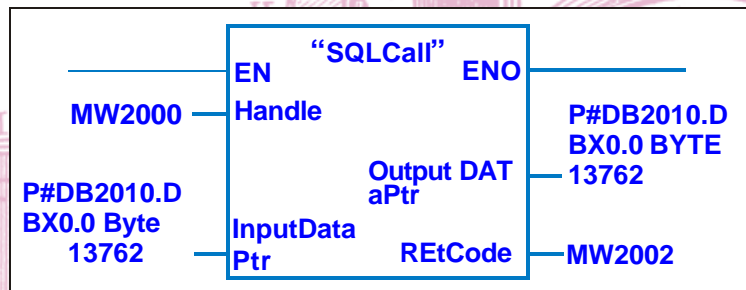 “SQLCall”
EN
ENO
MW2000
Handle
P#DB2010.D
BX0.0 BYTE
13762
Output DAT
aPtr
P#DB2010.D
BX0.0 Byte
13762
InputData
Ptr
REtCode
MW2002